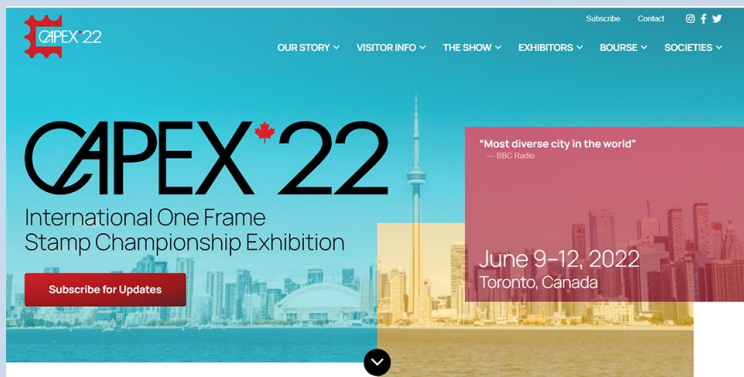 Subscribe Contact
CAPEX'22
OUR STORY VISITOR INFO THE SHOW EXHIBITORS BOURSE SOCIETIES
CAPEX'22
International One Frame
Stamp Championship Exhibition
Subscribe for Updates
"Most diverse city in the world"
— BBC Radio
June 9–12, 2022
Toronto, Canada